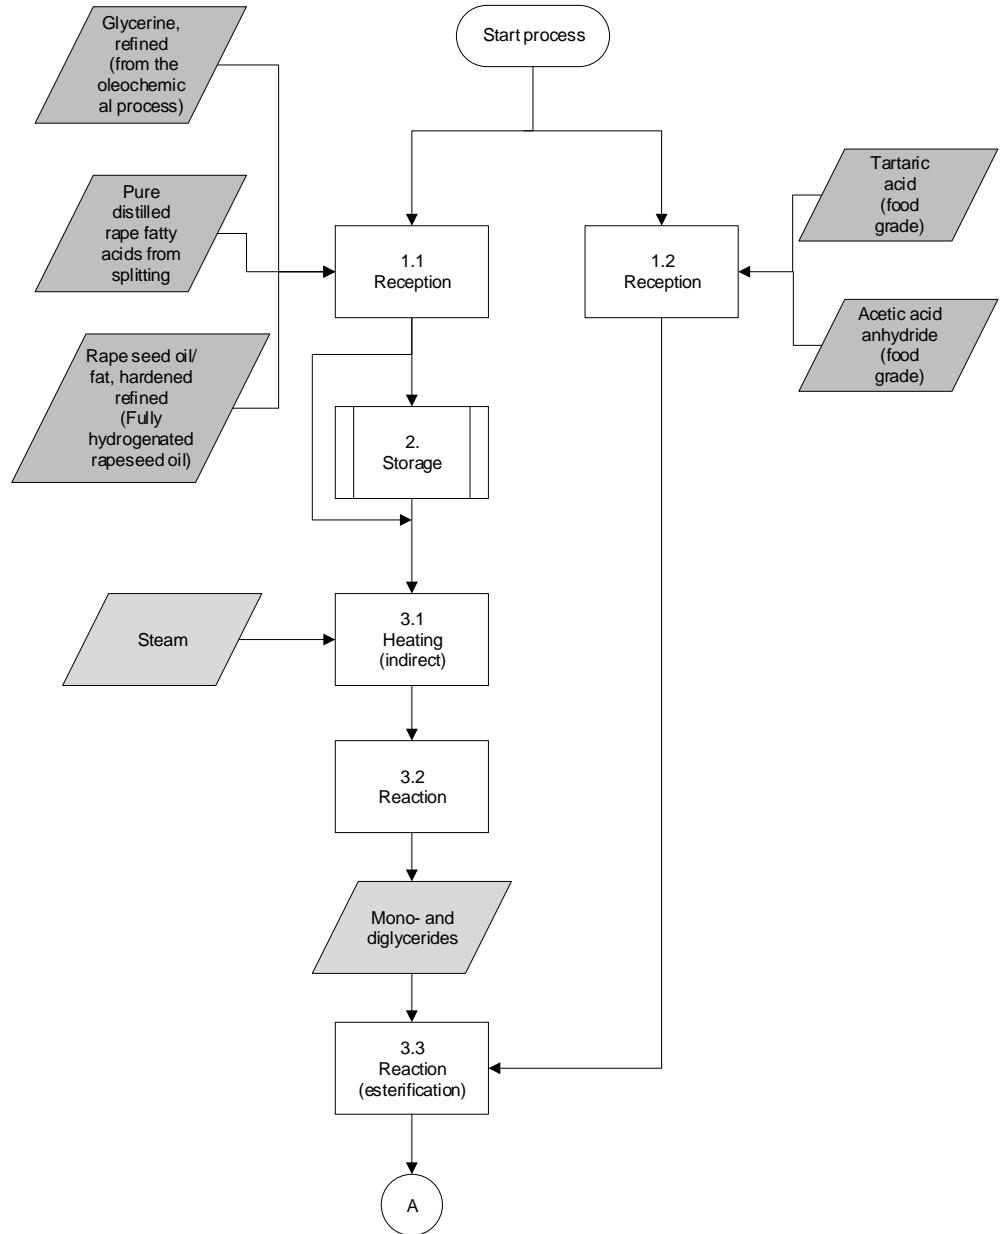 Start process
Glycerine,
refined
(from the
oleochemic
al process)
Pure
distilled
rape fatty
acids from
splitting
Rape seed oil/
fat, hardened
refined
(Fully
hydrogenated
rapeseed oil)
1.1
Reception
1.2
Reception
Tartaric
acid
(food
grade)
Acetic acid
anhydride
(food
grade)
2.
Storage
Steam
3.1
Heating
(indirect)
3.2
Reaction
Mono- and
diglycerides
3.3
Reaction
(esterification)
A